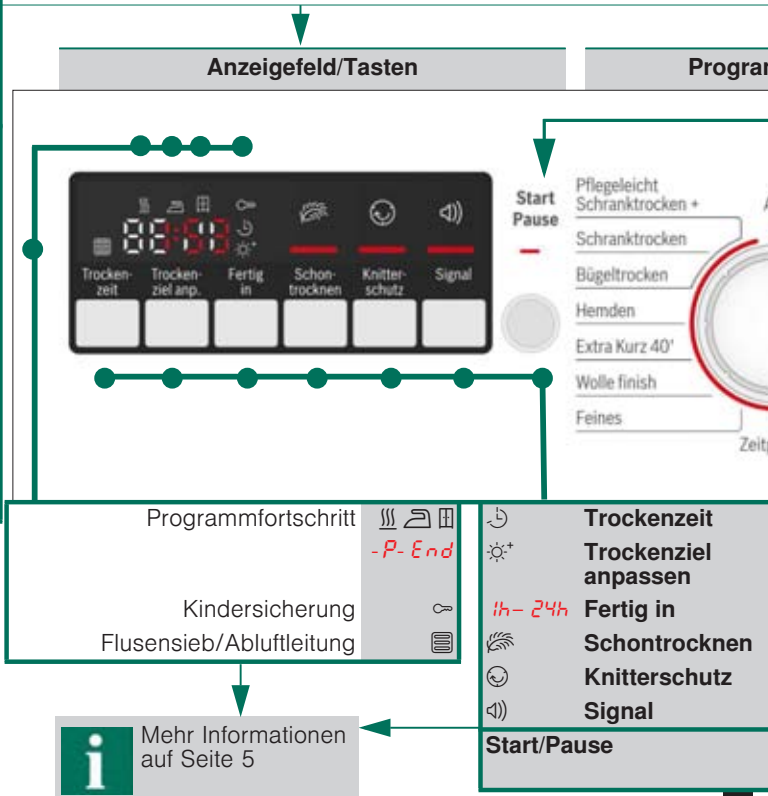 Anzeigefeld/Tasten
Program
Start
Pause
Trocken-
zeit
Trocken-
ziel anp.
Fertig
in
Schon-
trocknen
Knitter-
schutz
Signal
Pflegeleicht
Schranktrocken +
Schranktrocken
Bügeltrocken
Hemden
Extra Kurz 40'
Wolle finish
Feines
Programmfortschritt
-P- End
Kindersicherung
Flusensieb/Abluftleitung
Trockenzeit
Trockenziel
anpassen
1h– 24h Fertig in
Schontrocknen
Knitterschutz
Signal
Start/Pause
i
Mehr Informationen
auf Seite 5